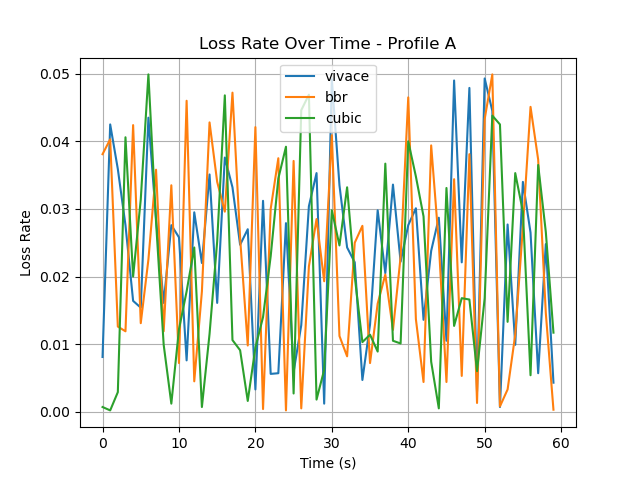 Loss Rate Over Time - Profile A
vivace
bbr
cubic
Loss Rate
0.05
0.04
0.03
0.02
0.01
0.00
0 10 20 30 40 50 60
Time (s)